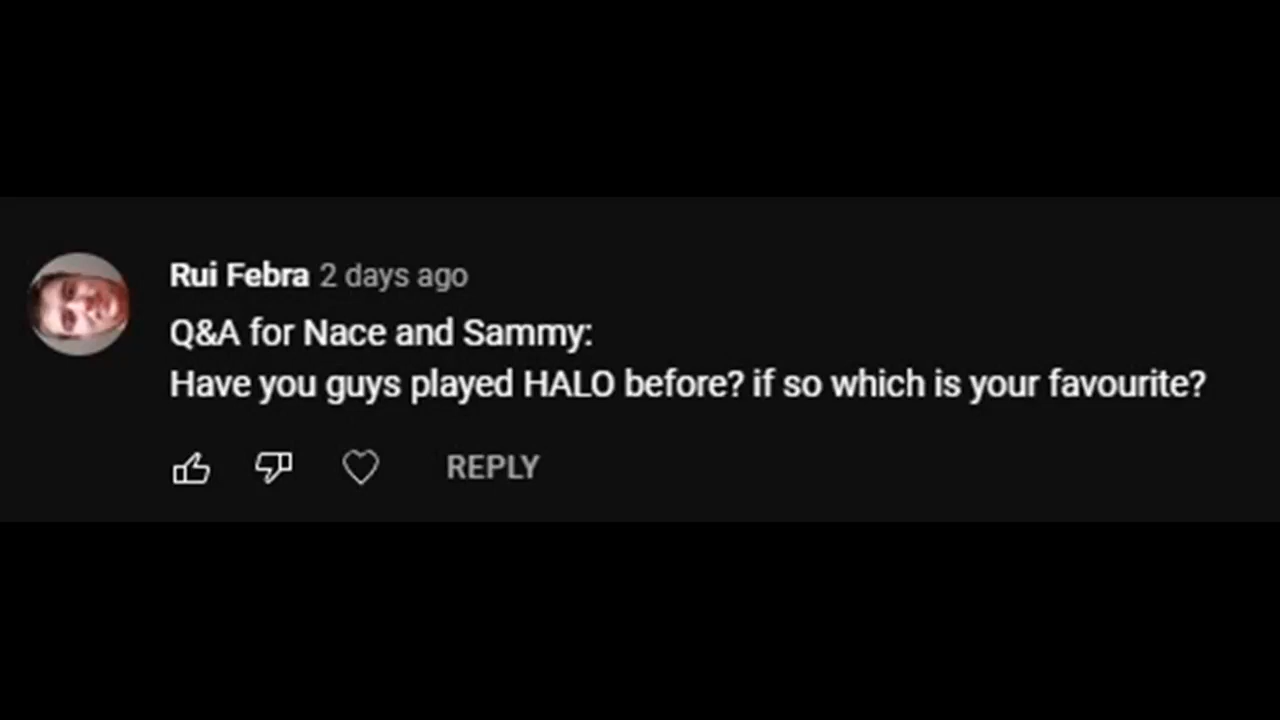 Rui Febra 2 days ago
Q&A for Nace and Sammy:
Have you guys played HALO before? if so which is your favourite?
REPLY